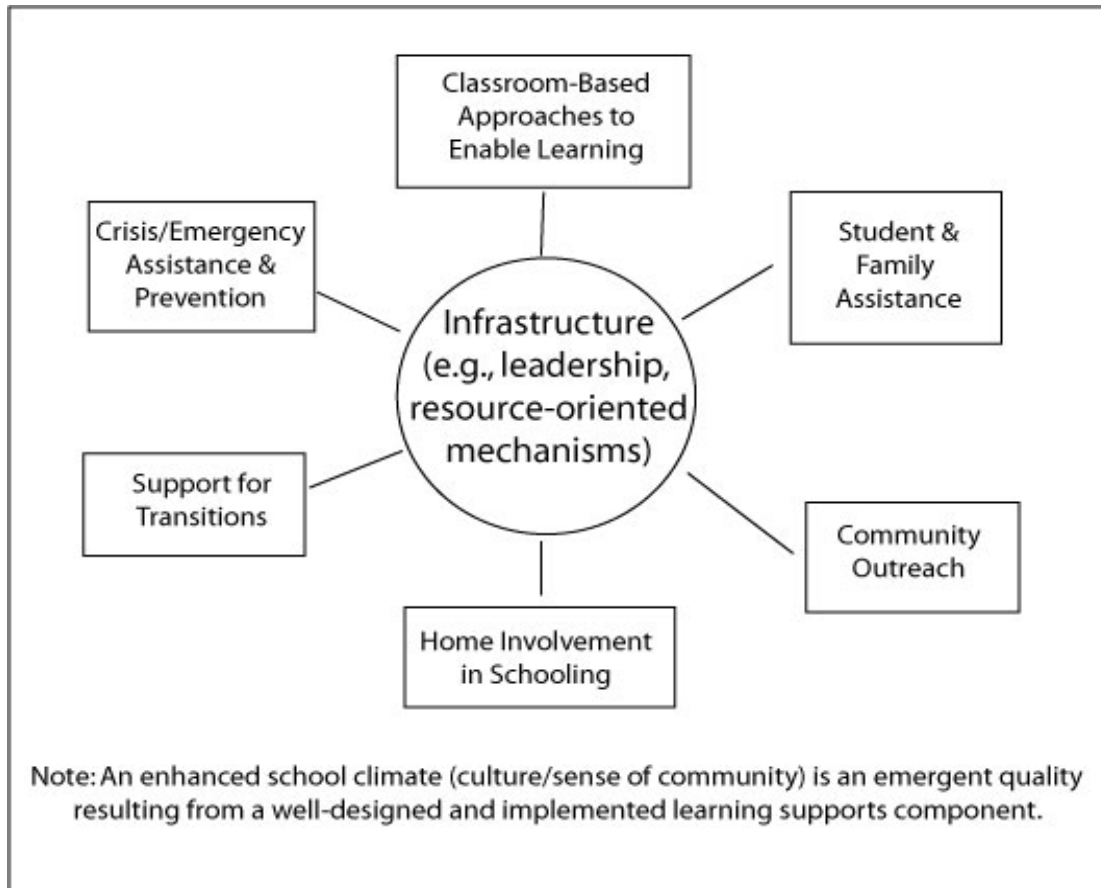 Classroom-Based
Approaches to
Enable Learning
Crisis/Emergency
Assistance &
Prevention
Student &
Family
Assistance
Infrastructure
(e.g., leadership,
resource-oriented
mechanisms)
Support for
Transitions
Community
Outreach
Home Involvement
in Schooling
Note: An enhanced school climate (culture/sense of community) is an emergent quality
resulting from a well-designed and implemented learning supports component.